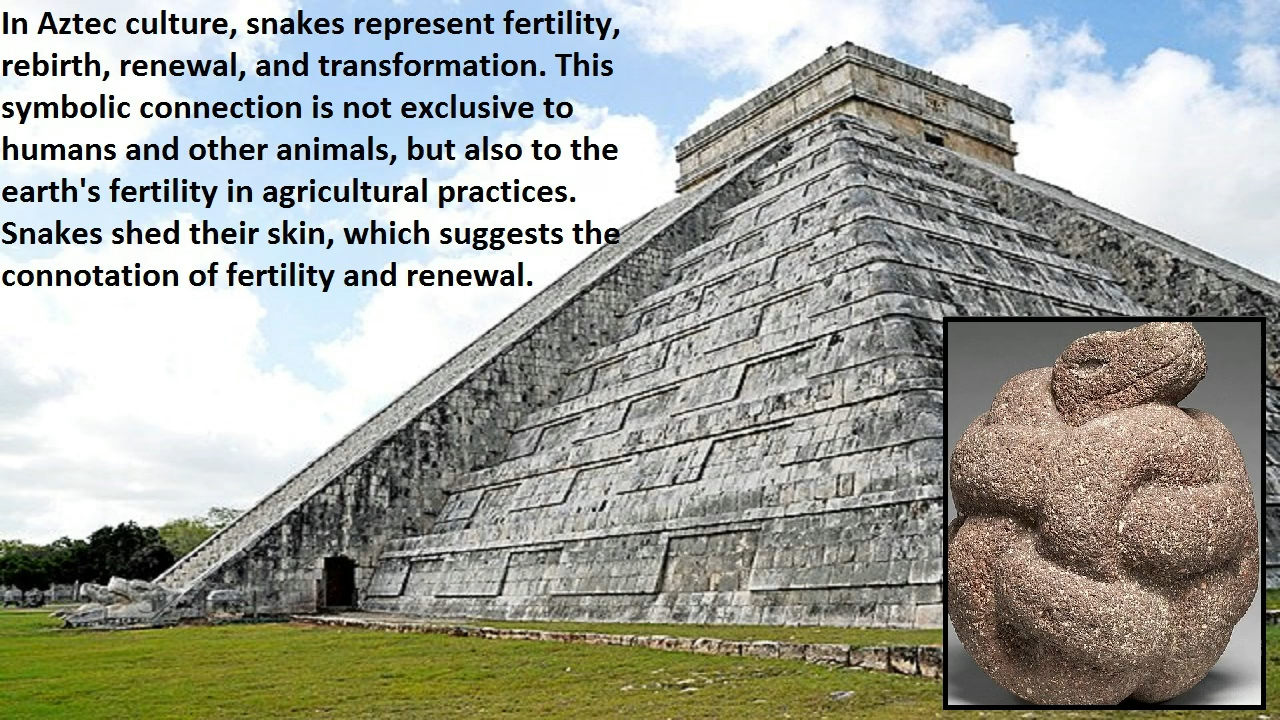 In Aztec culture, snakes represent fertility,
rebirth, renewal, and transformation. This
symbolic connection is not exclusive to
humans and other animals, but also to the
earth's fertility in agricultural practices.
Snakes shed their skin, which suggests the
connotation of fertility and renewal.